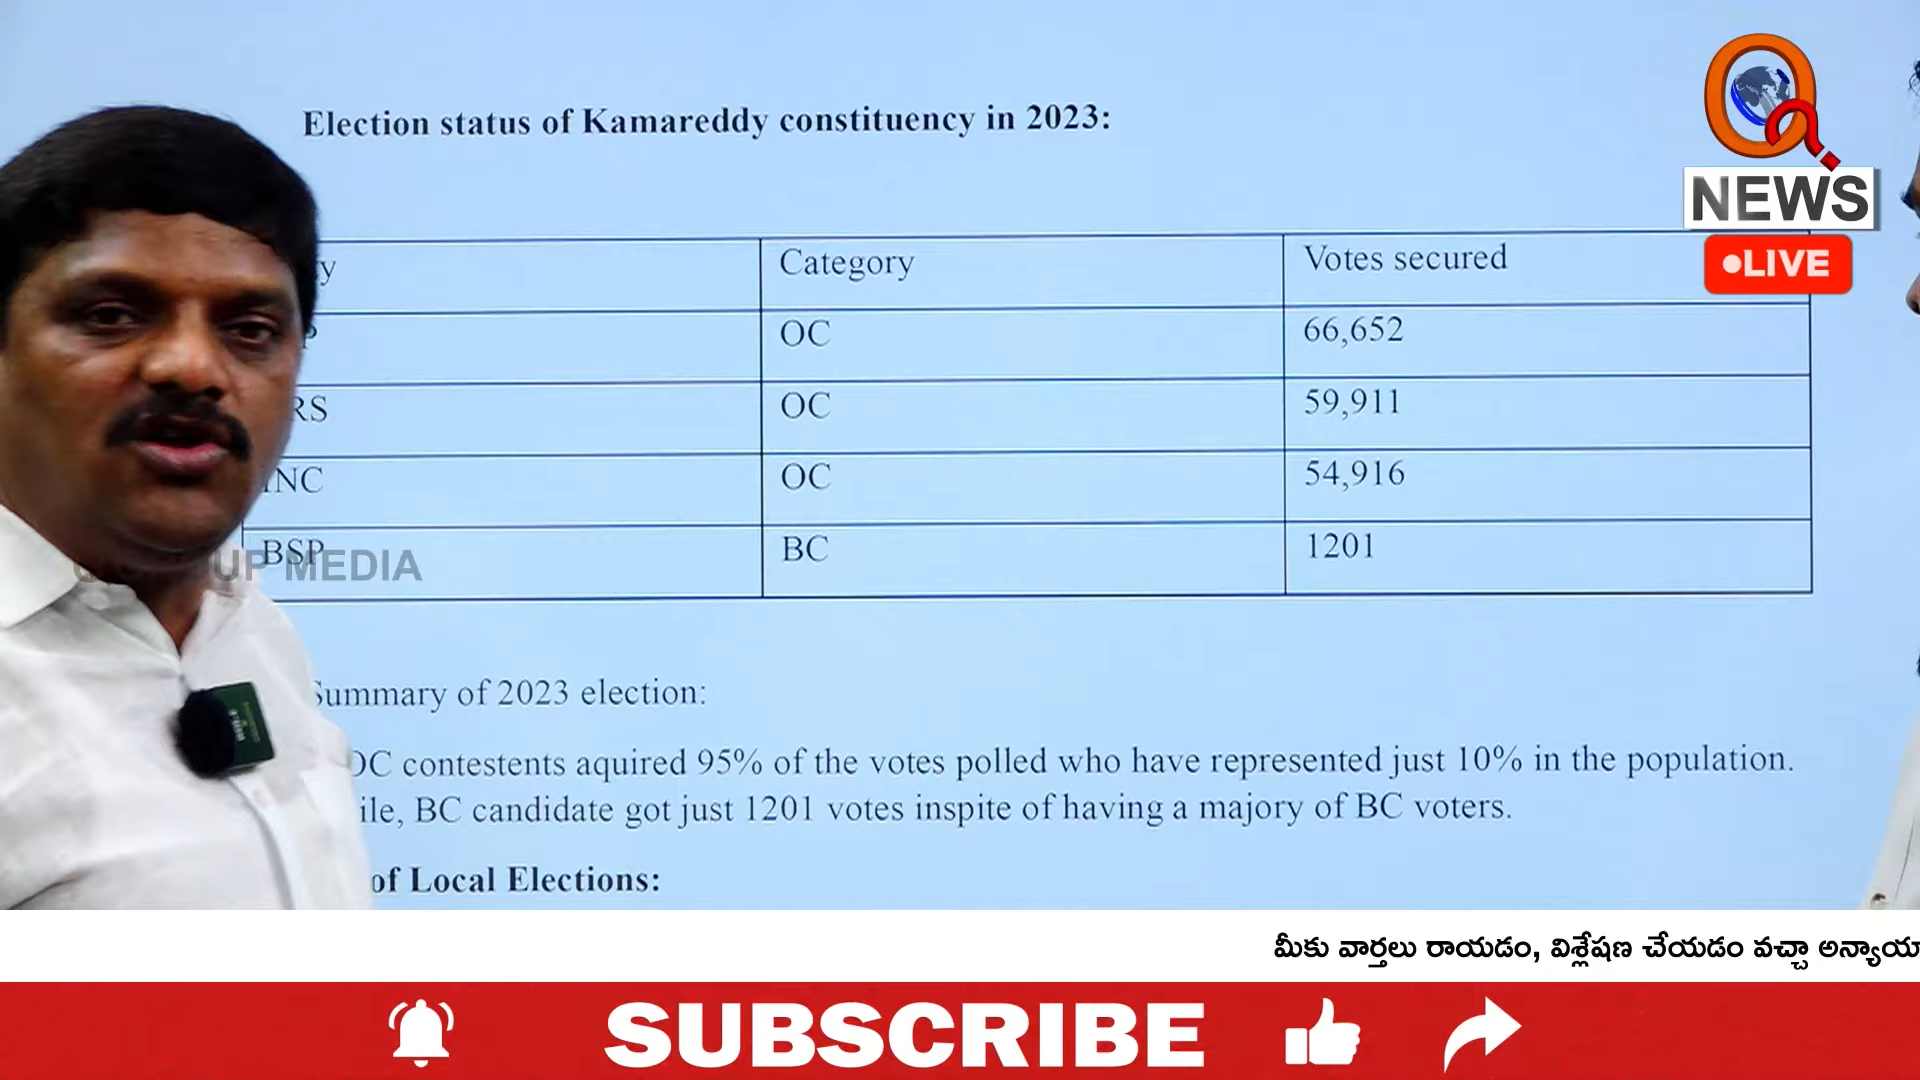 Election status of Kamareddy constituency in 2023:
NEWS
LIVE
Category Votes secured
OC 66,652
RS OC 59,911
INC OC 54,916
BSP BC 1201
UP MEDIA
Summary of 2023 election:
OC contestents aquired 95% of the votes polled who have represented just 10% in the population.
ile, BC candidate got just 1201 votes inspite of having a majory of BC voters.
of Local Elections:
మీకు వార్తలు రాయడం, విశ్లేషణ చేయడం వచ్చా అన్యాయా
SUBSCRIBE